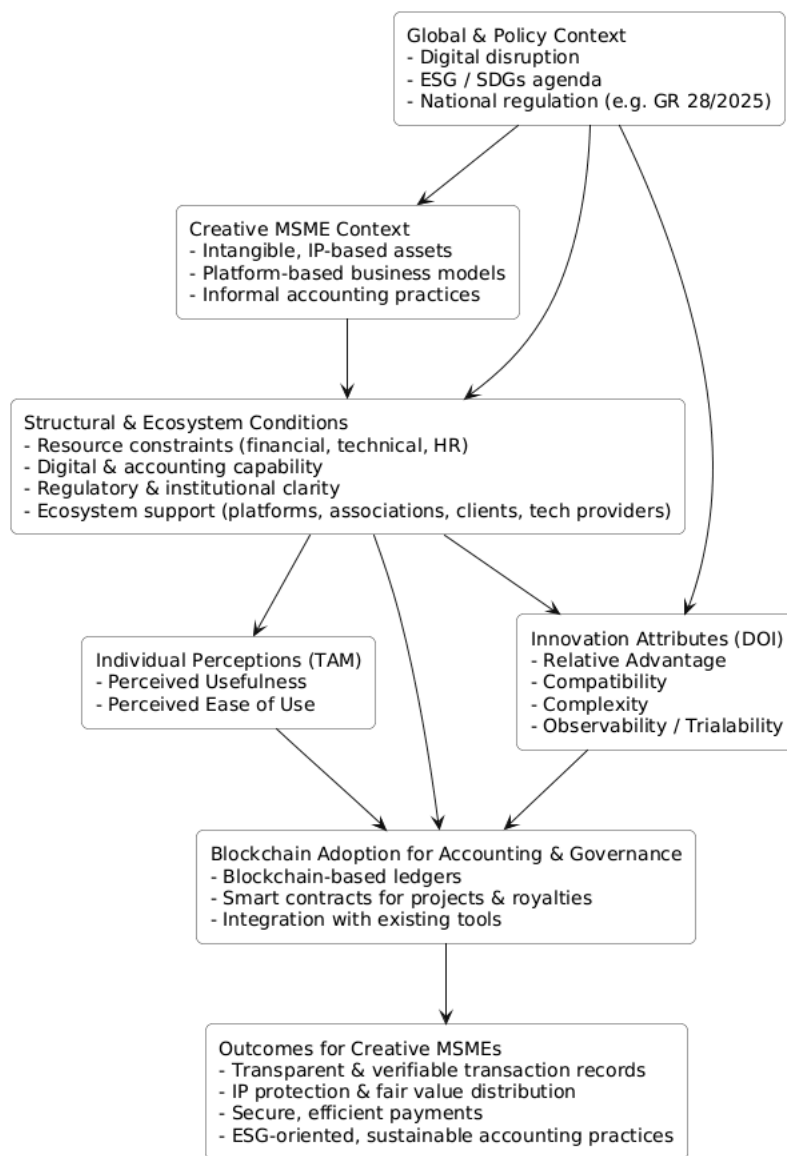 Global & Policy Context
- Digital disruption
- ESG / SDGs agenda
- National regulation (e.g. GR 28/2025)
Creative MSME Context
- Intangible, IP-based assets
- Platform-based business models
- Informal accounting practices
Structural & Ecosystem Conditions
- Resource constraints (financial, technical, HR)
- Digital & accounting capability
- Regulatory & institutional clarity
- Ecosystem support (platforms, associations, clients, tech providers)
Individual Perceptions (TAM)
- Perceived Usefulness
- Perceived Ease of Use
Innovation Attributes (DOI)
- Relative Advantage
- Compatibility
- Complexity
- Observability / Trialability
Blockchain Adoption for Accounting & Governance
- Blockchain-based ledgers
- Smart contracts for projects & royalties
- Integration with existing tools
Outcomes for Creative MSMEs
- Transparent & verifiable transaction records
- IP protection & fair value distribution
- Secure, efficient payments
- ESG-oriented, sustainable accounting practices